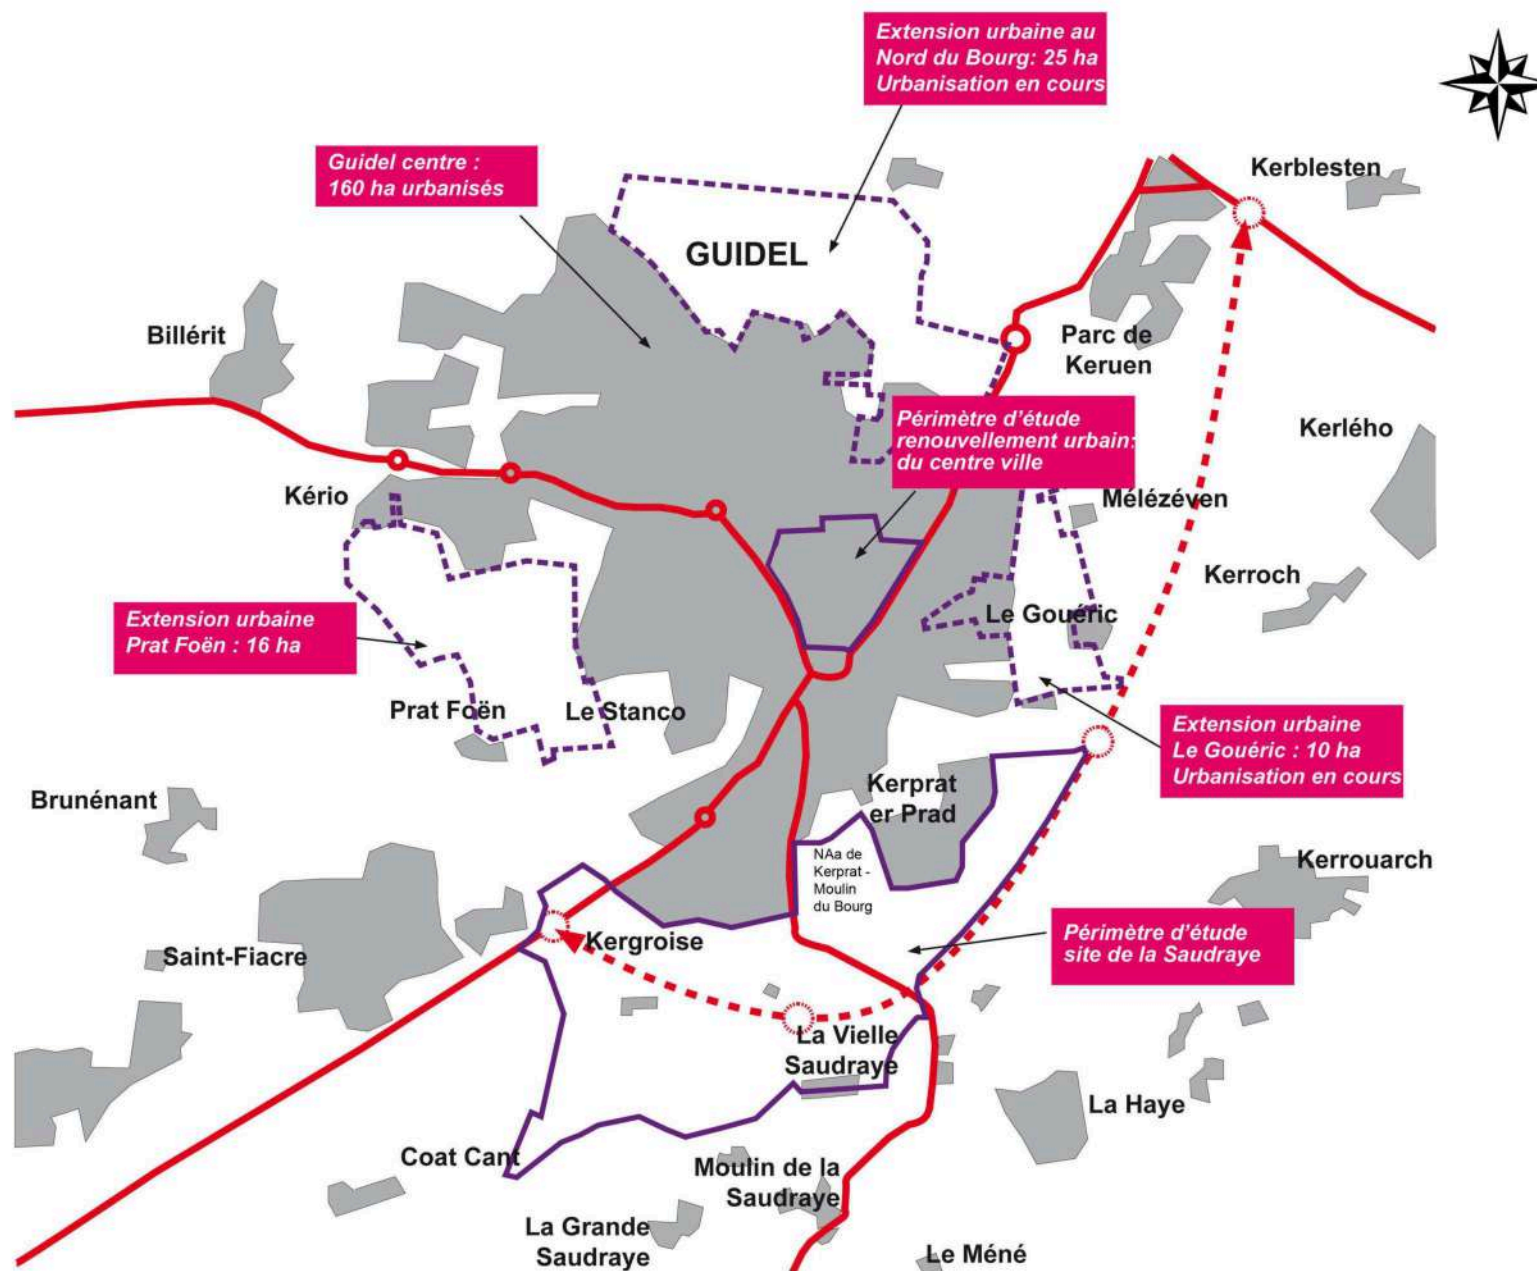 Extension urbaine au
Nord du Bourg: 25 ha
Urbanisation en cours
Guidel centre :
160 ha urbanisés
Kerblesten
GUIDEL
Billérit
Parc de
Keruen
Périmètre d'étude
renouvellement urbain:
du centre ville
Kerlého
Kério
Mélézéven
Kerroch
Extension urbaine
Prat Foën : 16 ha
Le Gouéric
Prat Foën
Le Stanco
Extension urbaine
Le Gouéric : 10 ha
Urbanisation en cours
Brunénant
Kerprat
er Prad
NAa de
Kerprat -
Moulin
du Bourg
Kerrouarch
Saint-Fiacre
Kergroise
Périmètre d'étude
site de la Saudraye
La Vielle
Saudraye
La Haye
Coat Cant
Moulin de la
Saudraye
La Grande
Saudraye
Le Méné